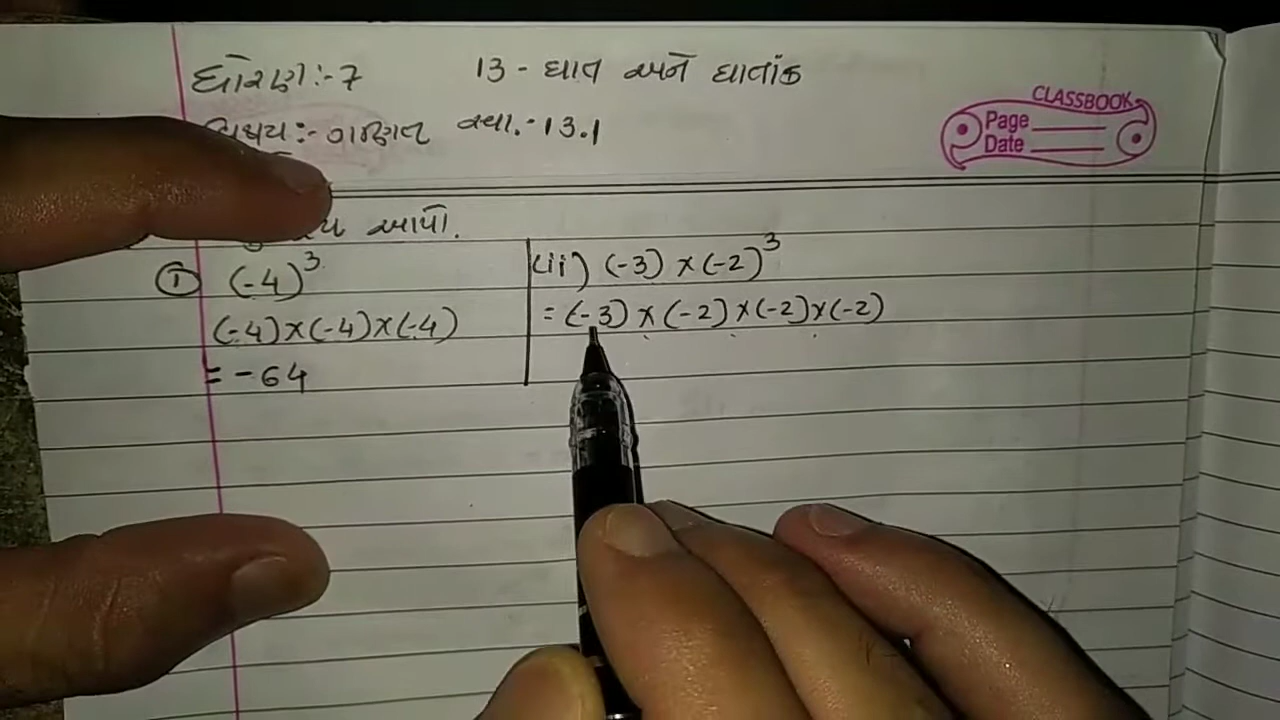 ધોરણ:-7
13 - ઘાત અને ઘાતાંક
વિષય:- ગણિત
સ્વા.-13.1
CLASSBOOK
Page
Date
આપો.
① (-4)³
(-4)×(-4)×(-4)
= -64
(ii) (-3) ×(-2)³
= (-3) × (-2) ×(-2)×(-2)